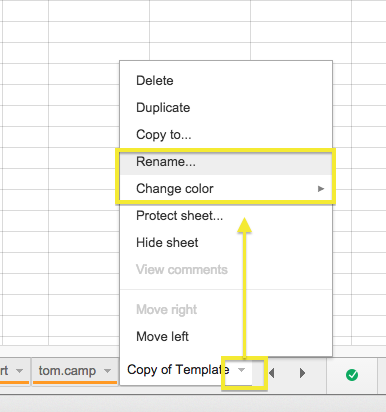 Delete
Duplicate
Copy to...
Rename...
Change color
Protect sheet...
Hide sheet
View comments
Move right
Move left
rt tom.camp Copy of Template